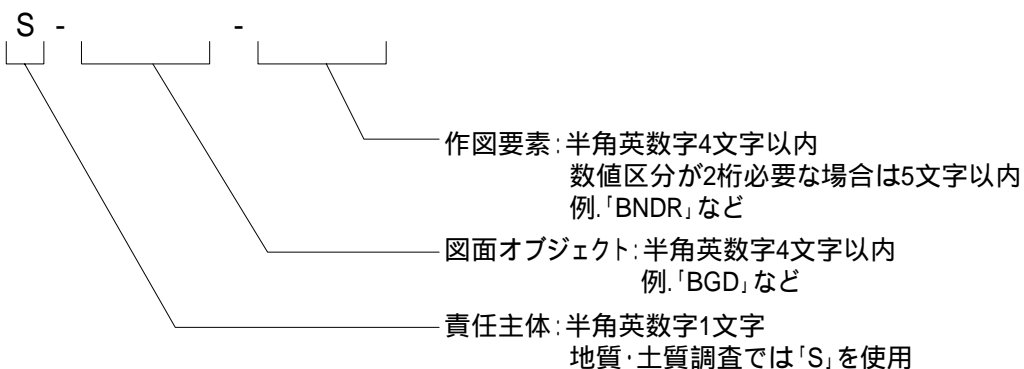 S - -
作図要素:半角英数字4文字以内
数値区分が2桁必要な場合は5文字以内
例.「BNDR」など
図面オブジェクト:半角英数字4文字以内
例.「BGD」など
責任主体:半角英数字1文字
地質・土質調査では「S」を使用